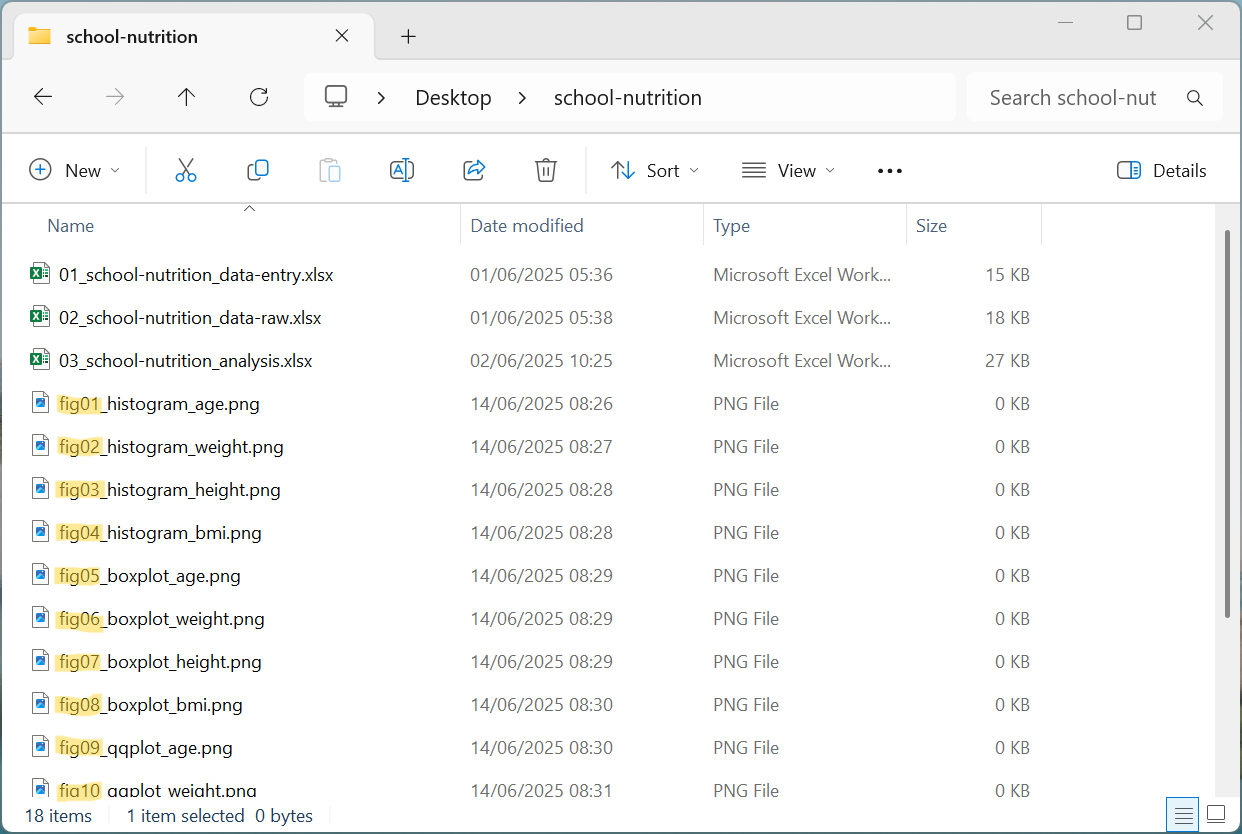 school-nutrition
Desktop > school-nutrition
Search school-nut
New
Sort
View
Details
Name Date modified Type Size
01_school-nutrition_data-entry.xlsx 01/06/2025 05:36 Microsoft Excel Work... 15 KB
02_school-nutrition_data-raw.xlsx 01/06/2025 05:38 Microsoft Excel Work... 18 KB
03_school-nutrition_analysis.xlsx 02/06/2025 10:25 Microsoft Excel Work... 27 KB
fig01_histogram_age.png 14/06/2025 08:26 PNG File 0 KB
fig02_histogram_weight.png 14/06/2025 08:27 PNG File 0 KB
fig03_histogram_height.png 14/06/2025 08:28 PNG File 0 KB
fig04_histogram_bmi.png 14/06/2025 08:28 PNG File 0 KB
fig05_boxplot_age.png 14/06/2025 08:29 PNG File 0 KB
fig06_boxplot_weight.png 14/06/2025 08:29 PNG File 0 KB
fig07_boxplot_height.png 14/06/2025 08:29 PNG File 0 KB
fig08_boxplot_bmi.png 14/06/2025 08:30 PNG File 0 KB
fig09_qqplot_age.png 14/06/2025 08:30 PNG File 0 KB
fig10_qqplot_weight.png 14/06/2025 08:31 PNG File 0 KB
18 items 1 item selected 0 bytes